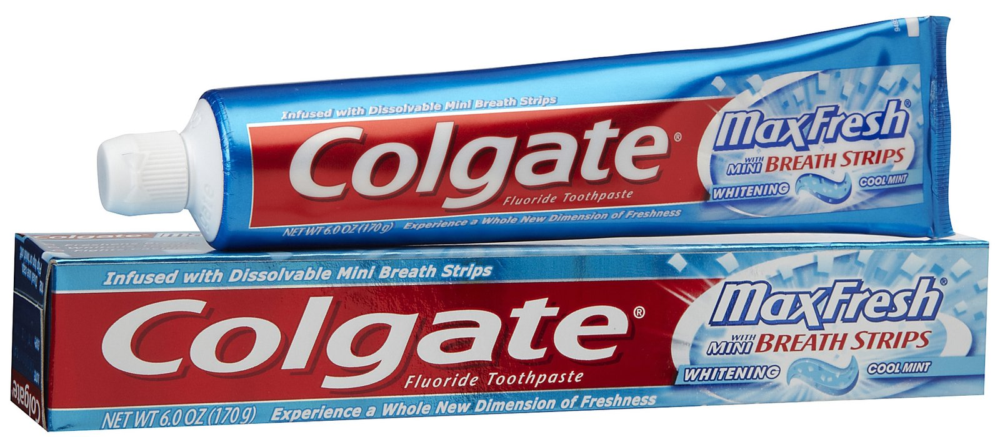 Infused with Dissolvable Mini Breath Strips
Colgate®
Fluoride Toothpaste
NET WT 6.0 OZ (170 g) Experience a Whole New Dimension of Freshness
MaxFresh®
WITH
MINI BREATH STRIPS
WHITENING COOL MINT
Colgate
Infused with Dissolvable Mini Breath Strips
Colgate®
Fluoride Toothpaste
NET WT 6.0 OZ (170 g) Experience a Whole New Dimension of Freshness
MaxFresh®
WITH
MINI BREATH STRIPS
WHITENING COOL MINT
Colgate